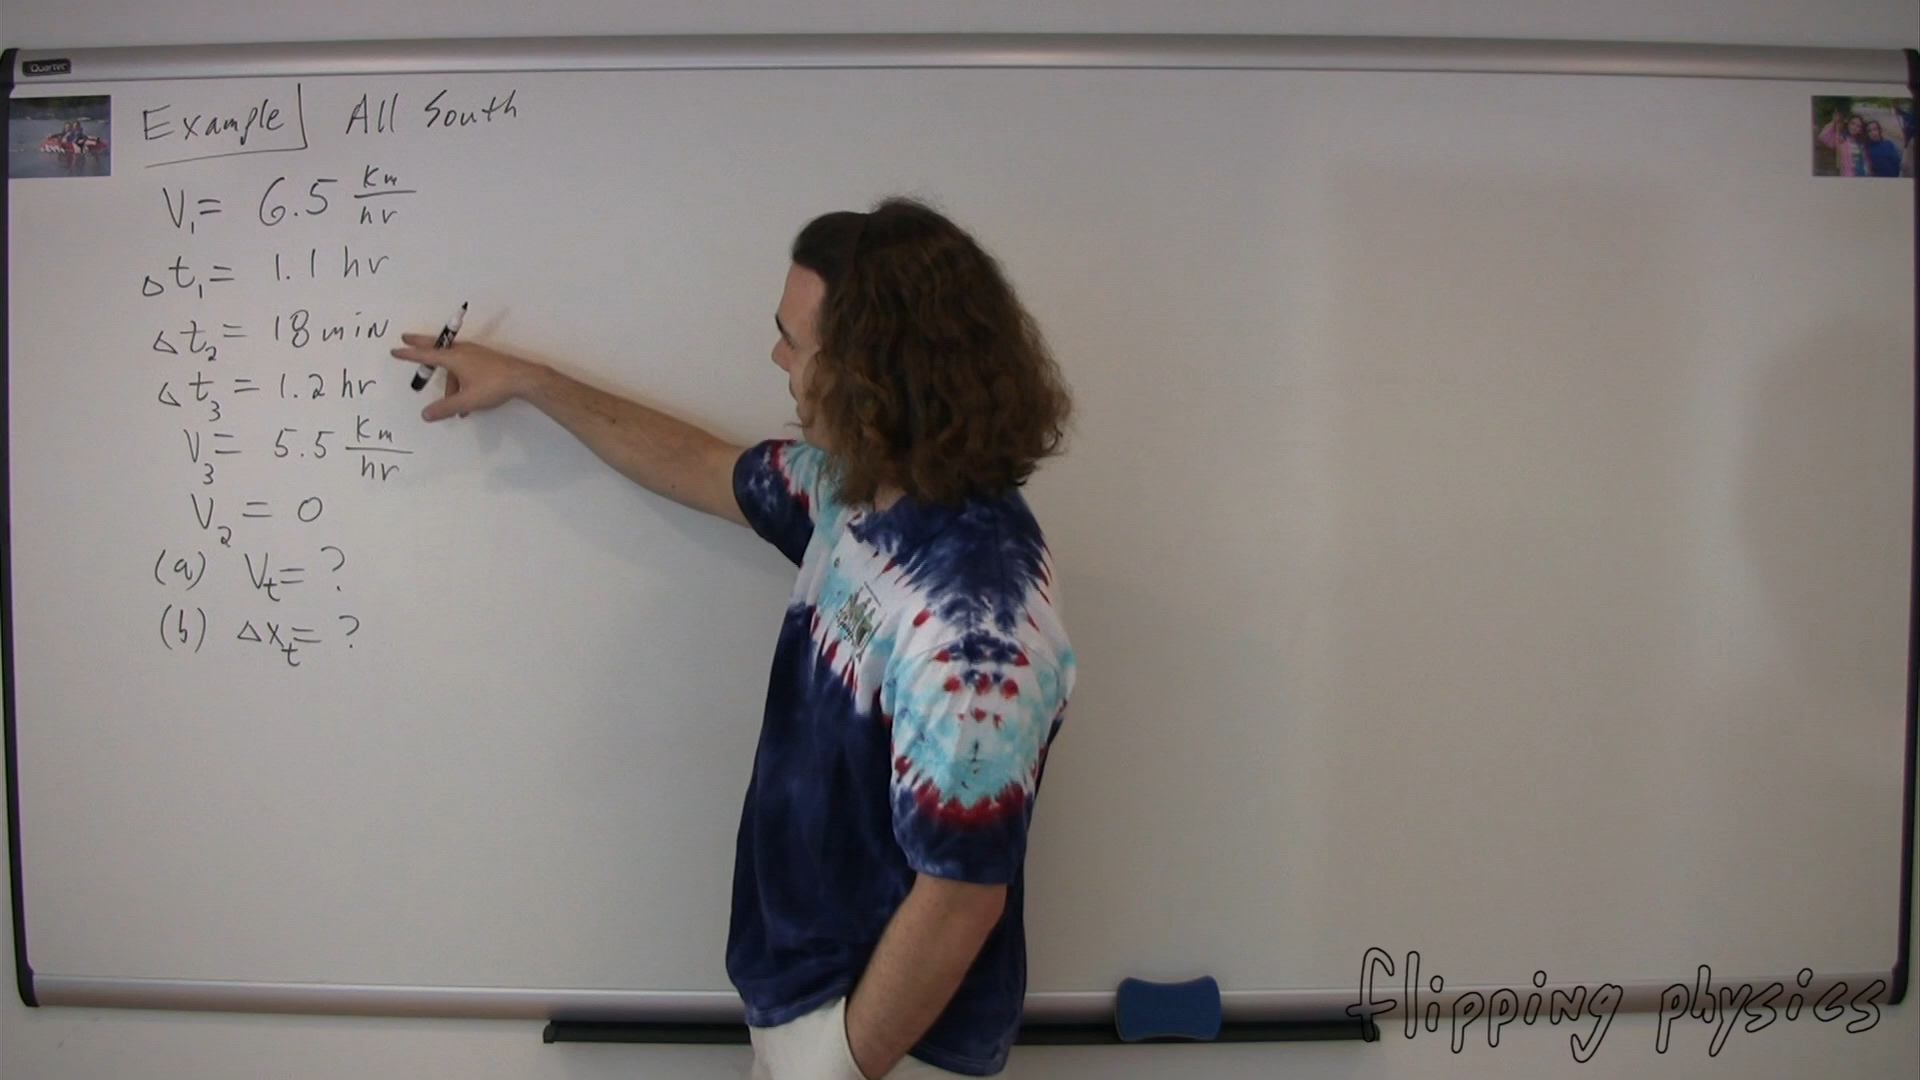 Quartet
Example All South
V₁ = 6.5 km/hr
Δt₁ = 1.1 hr
Δt₂ = 18 min
Δt₃ = 1.2 hr
V₃ = 5.5 km/hr
V₂ = 0
(a) Vₜ = ?
(b) Δxₜ = ?
flipping physics